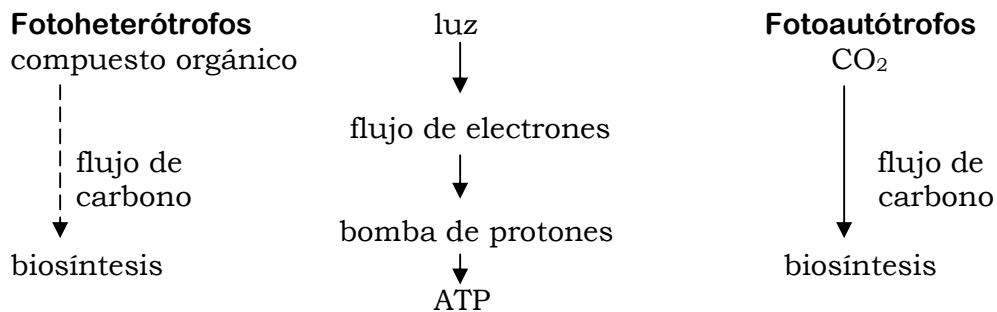 Fotoheterótrofos
compuesto orgánico
flujo de
carbono
biosíntesis
luz
flujo de electrones
bomba de protones
ATP
Fotoautótrofos
CO₂
flujo de
carbono
biosíntesis